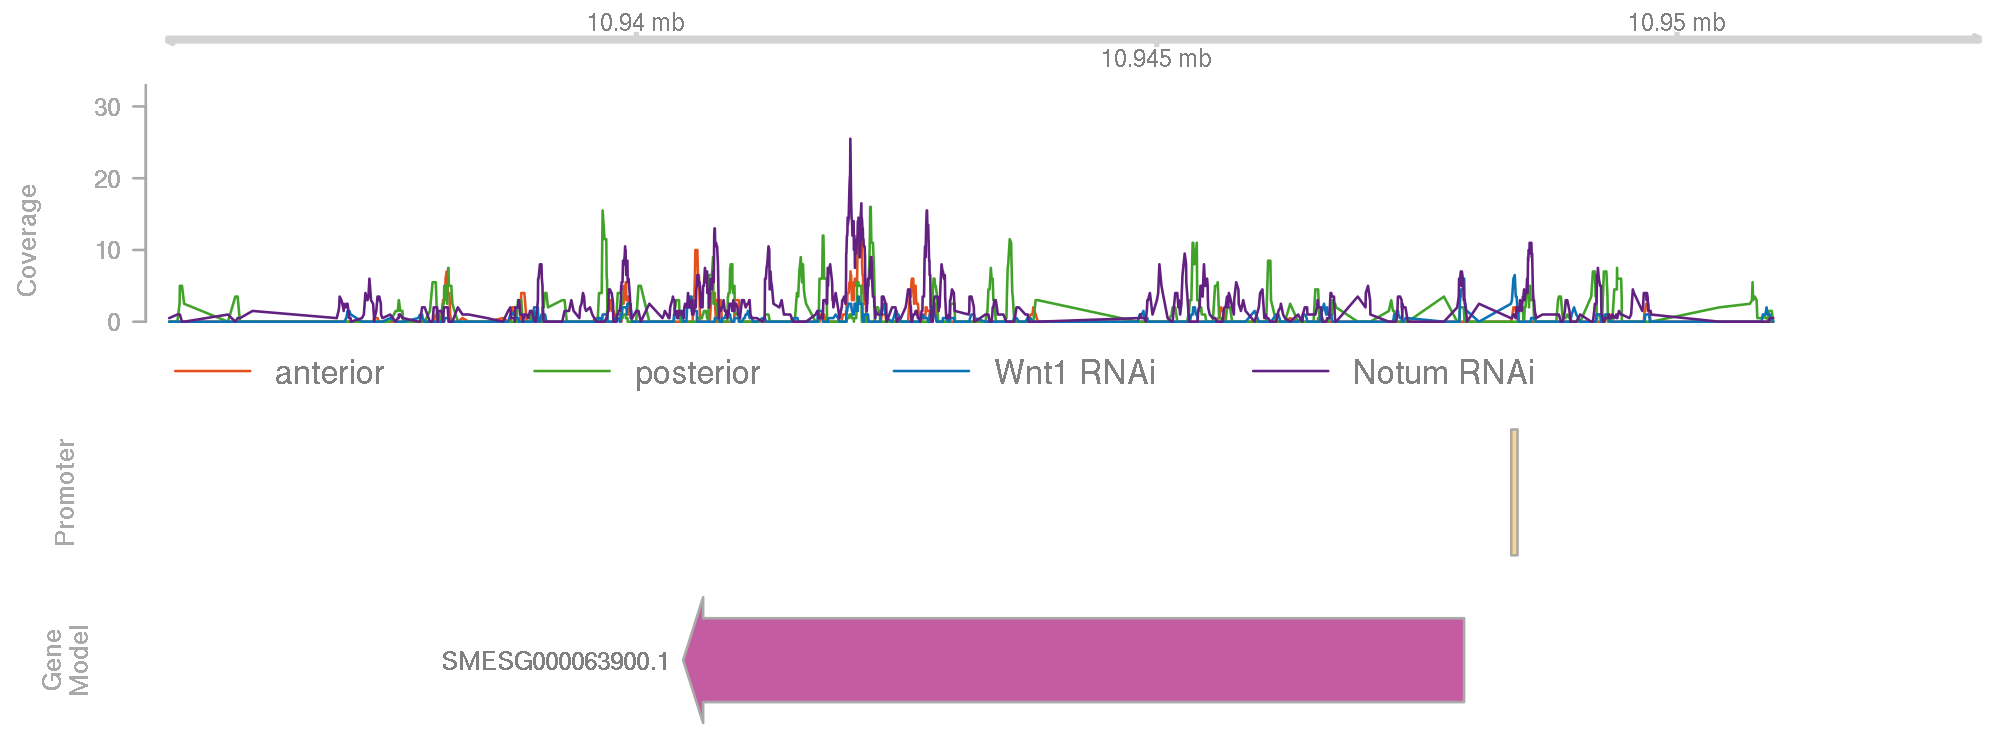 10.94 mb
10.95 mb
10.945 mb
Coverage
30
20
10
0
anterior
posterior
Wnt1 RNAi
Notum RNAi
Promoter
Gene
Model
SMESG000063900.1